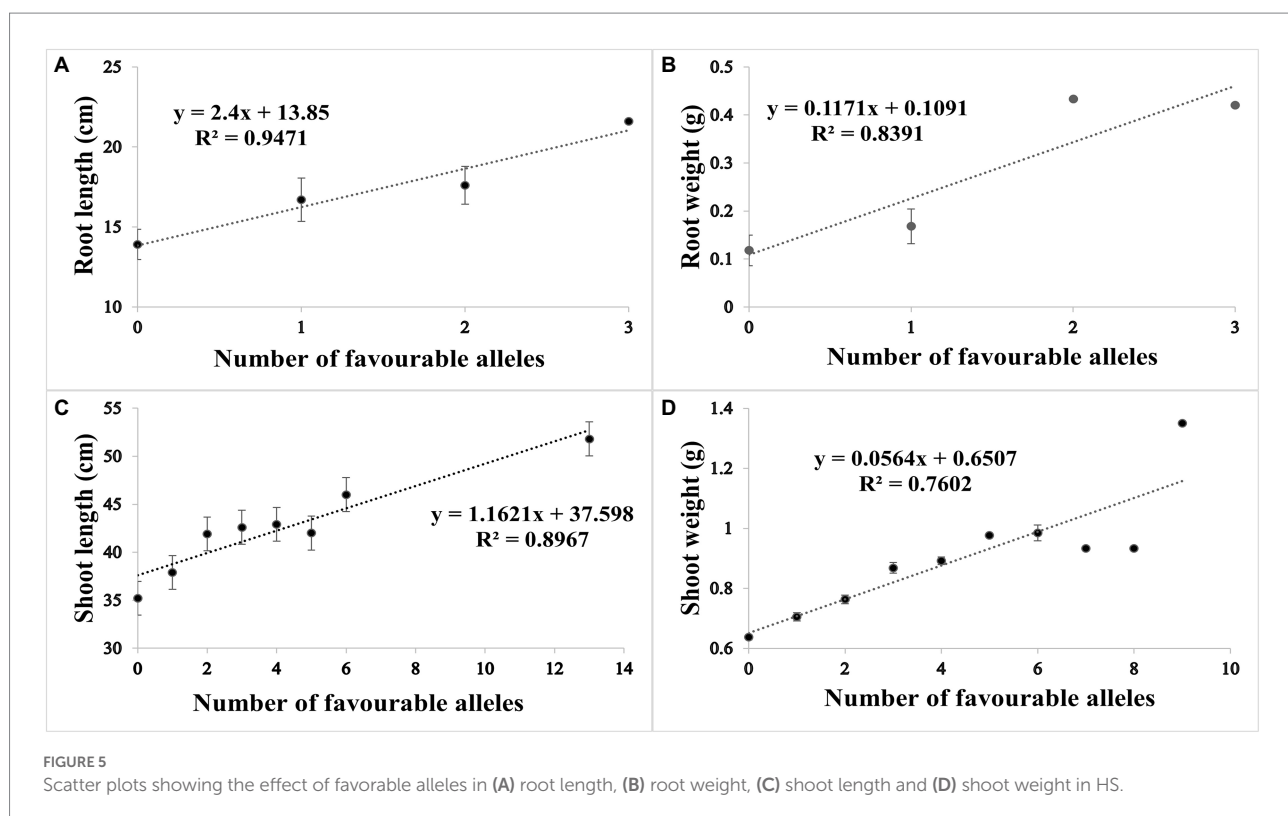 A
Root length (cm)
25
20
15
10
y = 2.4x + 13.85
R² = 0.9471
0 1 2 3
Number of favourable alleles
B
Root weight (g)
0.5
0.4
0.3
0.2
0.1
0
y = 0.1171x + 0.1091
R² = 0.8391
0 1 2 3
Number of favourable alleles
C
Shoot length (cm)
55
50
45
40
35
30
y = 1.1621x + 37.598
R² = 0.8967
0 2 4 6 8 10 12 14
Number of favourable alleles
D
Shoot weight (g)
1.4
1.2
1
0.8
0.6
y = 0.0564x + 0.6507
R² = 0.7602
0 2 4 6 8 10
Number of favourable alleles
FIGURE 5
Scatter plots showing the effect of favorable alleles in (A) root length, (B) root weight, (C) shoot length and (D) shoot weight in HS.